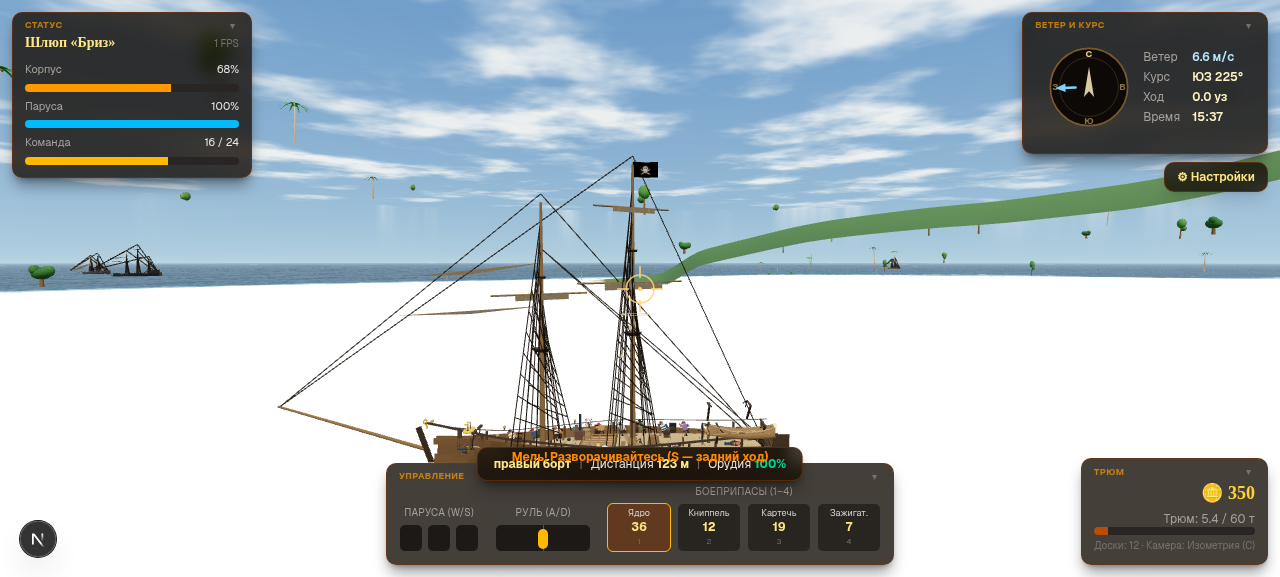 СТАТУС ▼
Шлюп «Бриз» 1 FPS
Корпус 68%
Паруса 100%
Команда 16 / 24
ВЕТЕР И КУРС ▼
С
З В
Ю
Ветер 6.6 м/с
Курс ЮЗ 225°
Ход 0.0 уз
Время 15:37
⚙ Настройки
Мель! Разворачивайтесь (S — задний ход)
правый борт | Дистанция 123 м | Орудия 100%
УПРАВЛЕНИЕ ▼
БОЕПРИПАСЫ (1–4)
ПАРУСА (W/S) РУЛЬ (A/D)
Ядро Книппель Картечь Зажигат.
36 12 19 7
1 2 3 4
ТРЮМ ▼
350
Трюм: 5.4 / 60 т
Доски: 12 · Камера: Изометрия (C)
N